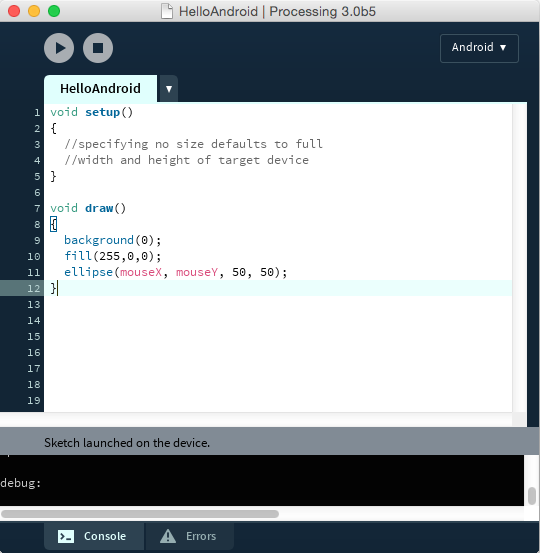 HelloAndroid | Processing 3.0b5
Android ▼
HelloAndroid ▼
1 void setup()
2 {
3 //specifying no size defaults to full
4 //width and height of target device
5 }
6
7 void draw()
8 {
9 background(0);
10 fill(255,0,0);
11 ellipse(mouseX, mouseY, 50, 50);
12 }
13
14
15
16
17
18
19
Sketch launched on the device.
debug:
Console Errors